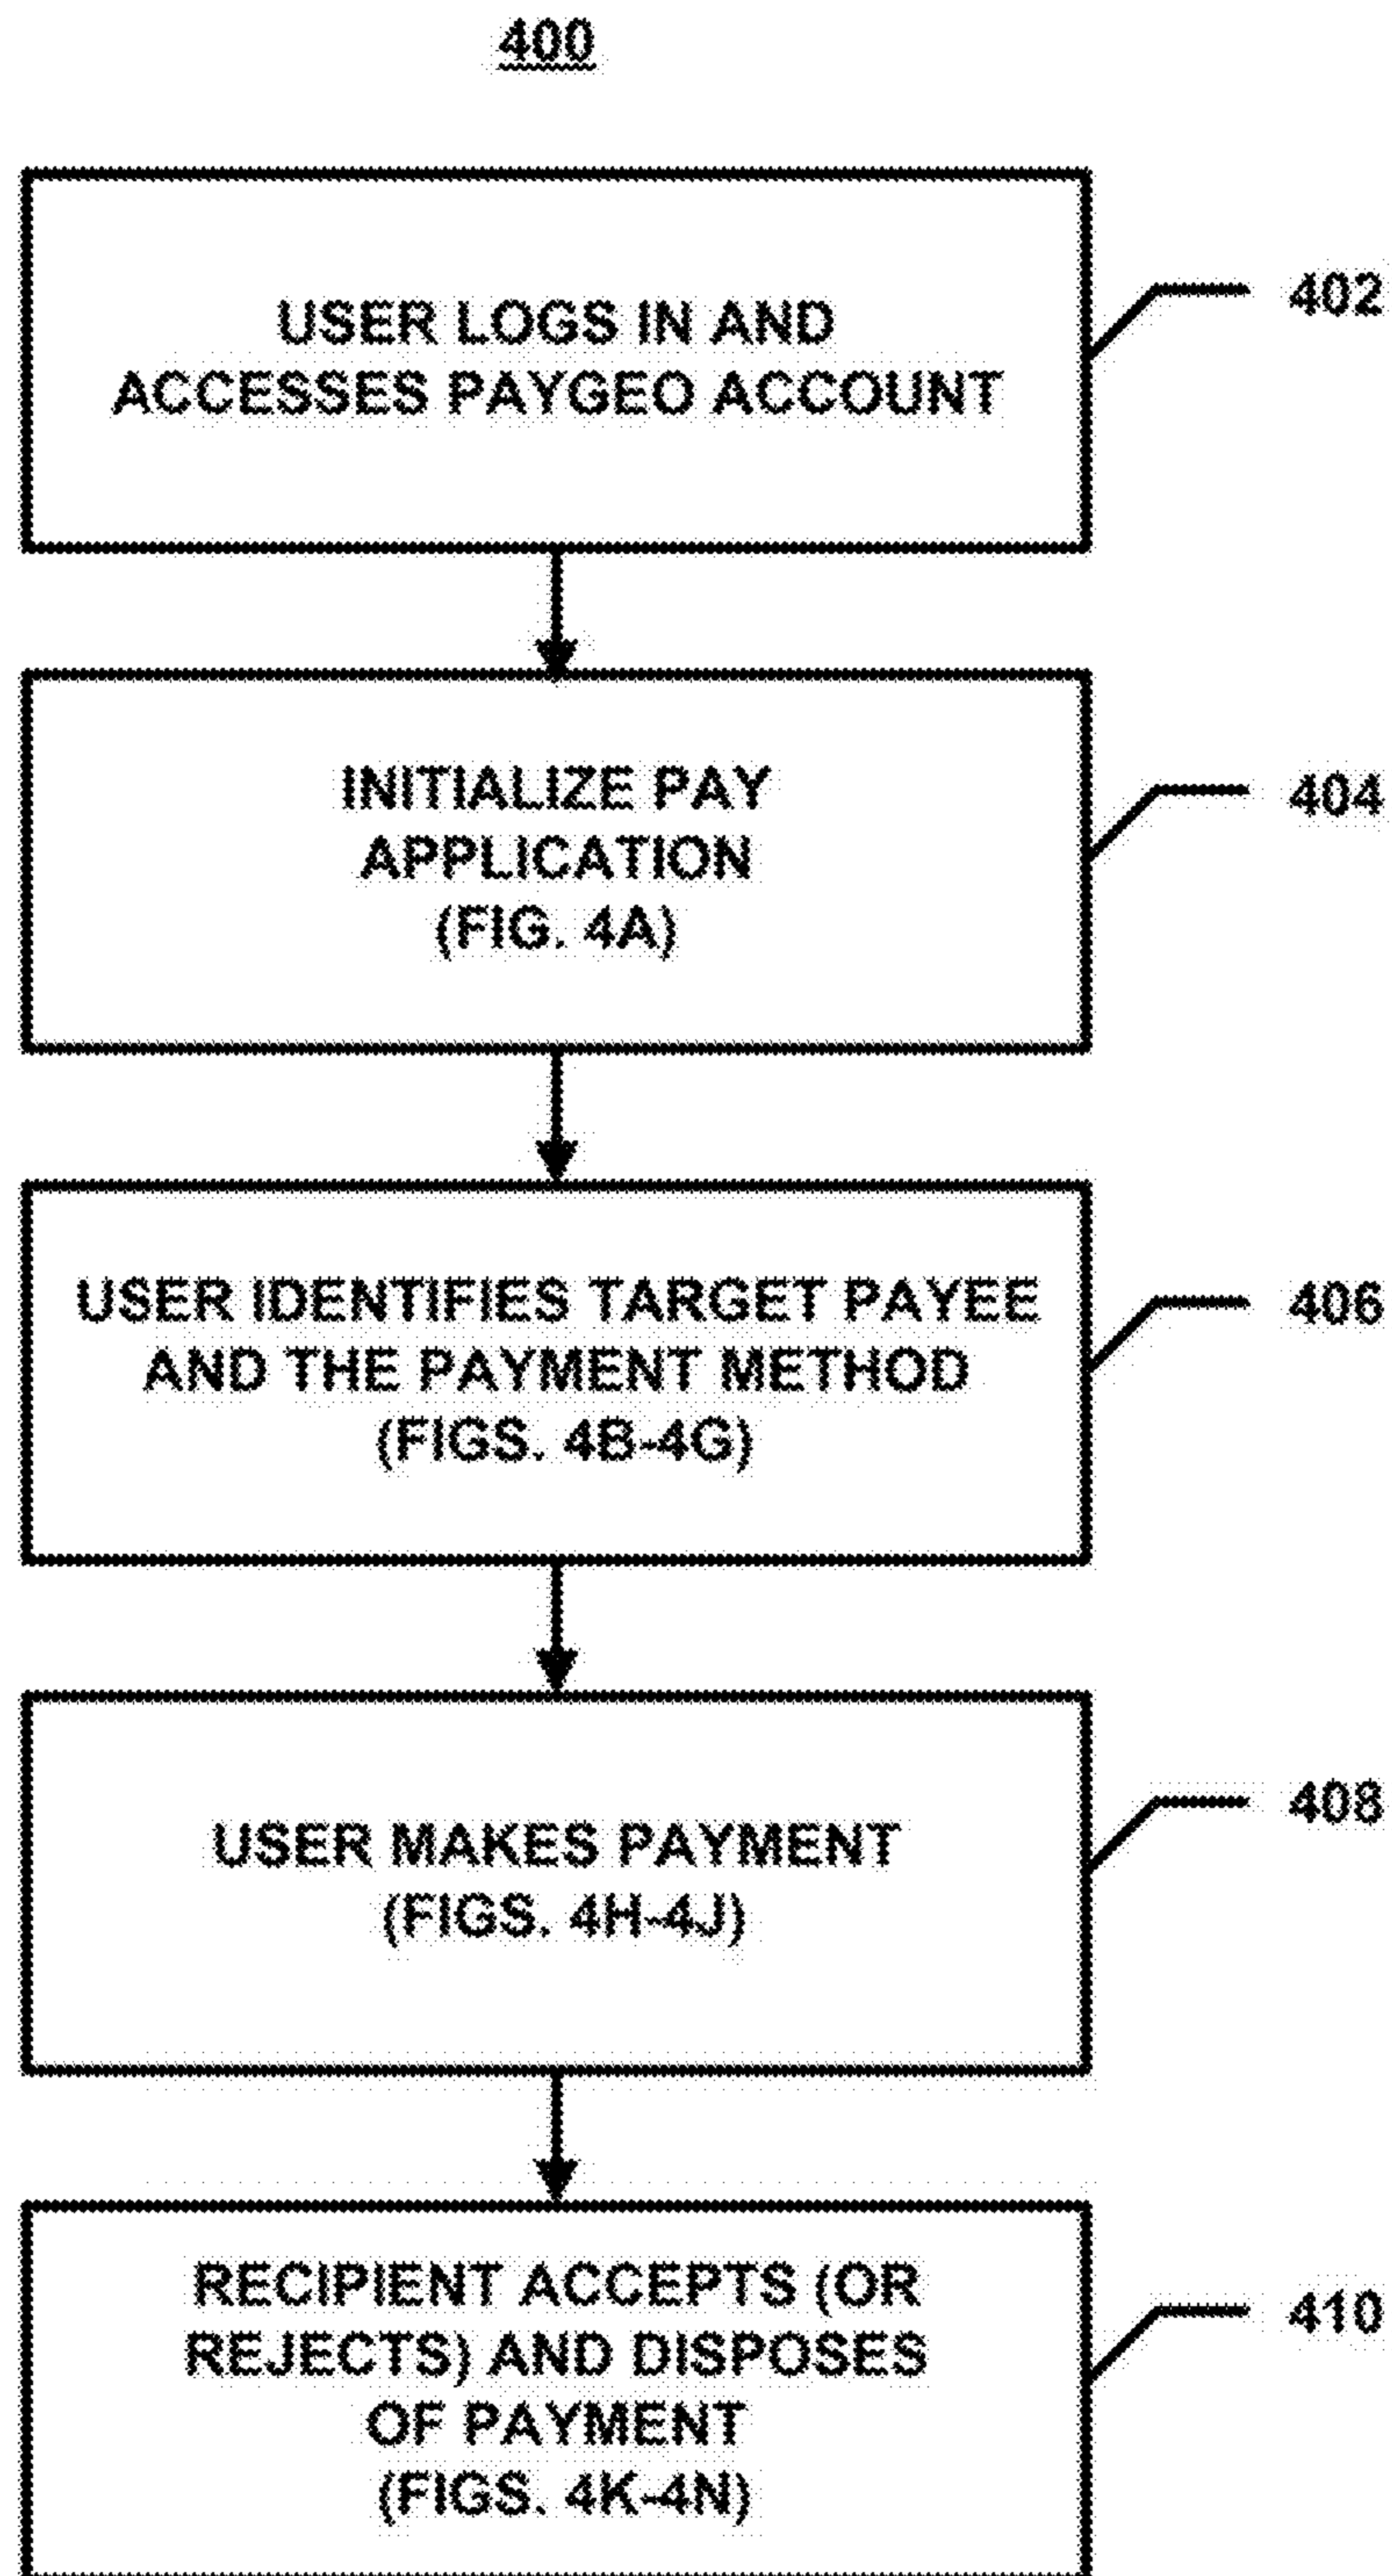 400
USER LOGS IN AND
ACCESSES PAYGEO ACCOUNT
402
INITIALIZE PAY
APPLICATION
(FIG. 4A)
404
USER IDENTIFIES TARGET PAYEE
AND THE PAYMENT METHOD
(FIGS. 4B-4G)
406
USER MAKES PAYMENT
(FIGS. 4H-4J)
408
RECIPIENT ACCEPTS (OR
REJECTS) AND DISPOSES
OF PAYMENT
(FIGS. 4K-4N)
410